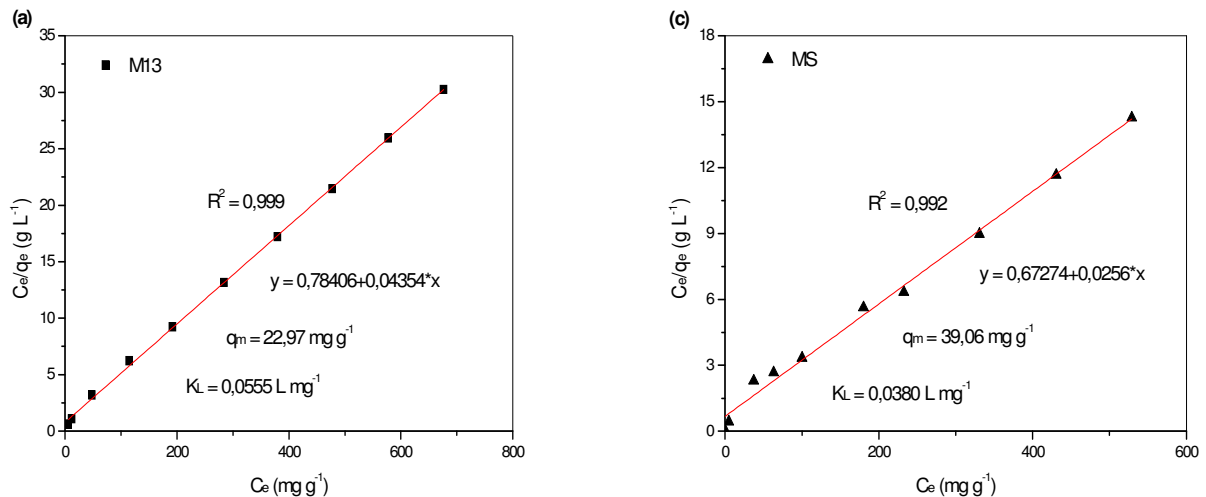 (a)
35
30
25
20
15
10
5
0
Ce/qe (g L⁻¹)
M13
R² = 0,999
y = 0,78406+0,04354*x
qm = 22,97 mg g⁻¹
KL = 0,0555 L mg⁻¹
0 200 400 600 800
Ce (mg g⁻¹)
(c)
18
15
12
9
6
3
0
Ce/qe (g L⁻¹)
MS
R² = 0,992
y = 0,67274+0,0256*x
qm = 39,06 mg g⁻¹
KL = 0,0380 L mg⁻¹
0 200 400 600
Ce (mg g⁻¹)